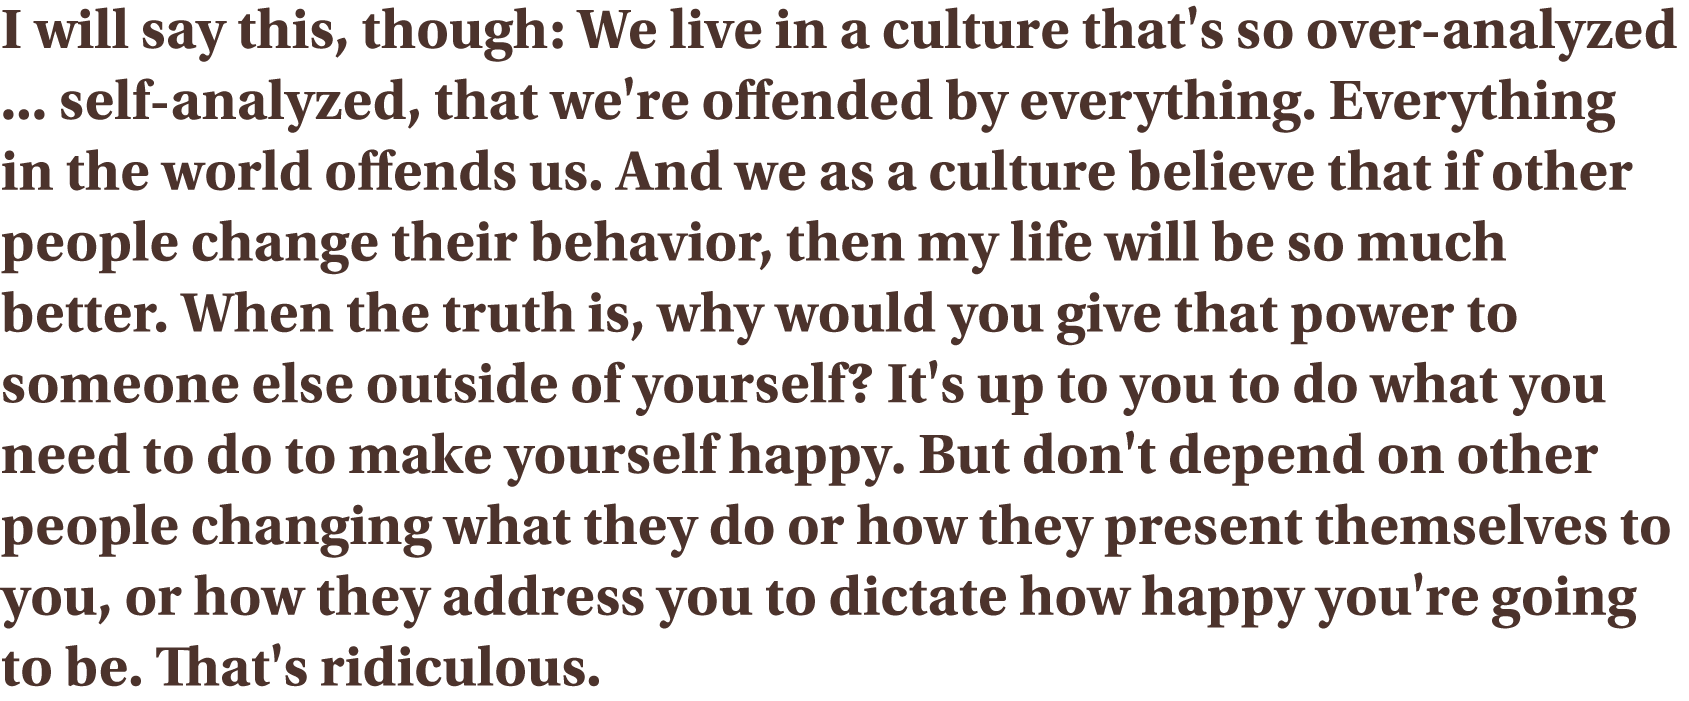 I will say this, though: We live in a culture that's so over-analyzed
... self-analyzed, that we're offended by everything. Everything
in the world offends us. And we as a culture believe that if other
people change their behavior, then my life will be so much
better. When the truth is, why would you give that power to
someone else outside of yourself? It's up to you to do what you
need to do to make yourself happy. But don't depend on other
people changing what they do or how they present themselves to
you, or how they address you to dictate how happy you're going
to be. That's ridiculous.